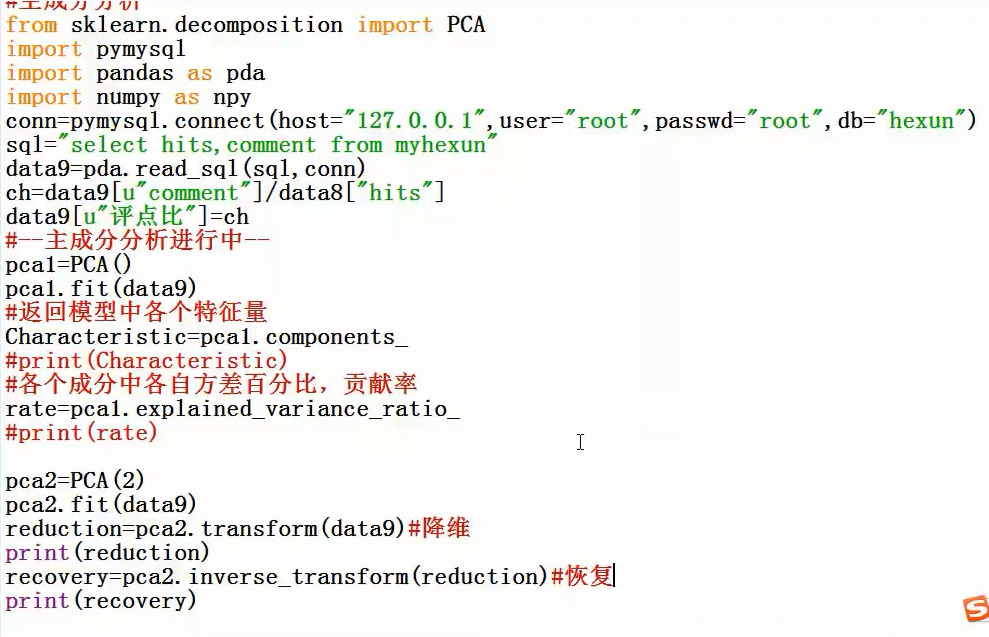 #主成分分析
from sklearn.decomposition import PCA
import pymysql
import pandas as pda
import numpy as npy
conn=pymysql.connect(host="127.0.0.1",user="root",passwd="root",db="hexun")
sql="select hits,comment from myhexun"
data9=pda.read_sql(sql,conn)
ch=data9[u"comment"]/data8["hits"]
data9[u"评点比"]=ch
#--主成分分析进行中--
pca1=PCA()
pca1.fit(data9)
#返回模型中各个特征量
Characteristic=pca1.components_
#print(Characteristic)
#各个成分中各自方差百分比，贡献率
rate=pca1.explained_variance_ratio_
#print(rate)
pca2=PCA(2)
pca2.fit(data9)
reduction=pca2.transform(data9)#降维
print(reduction)
recovery=pca2.inverse_transform(reduction)#恢复
print(recovery)